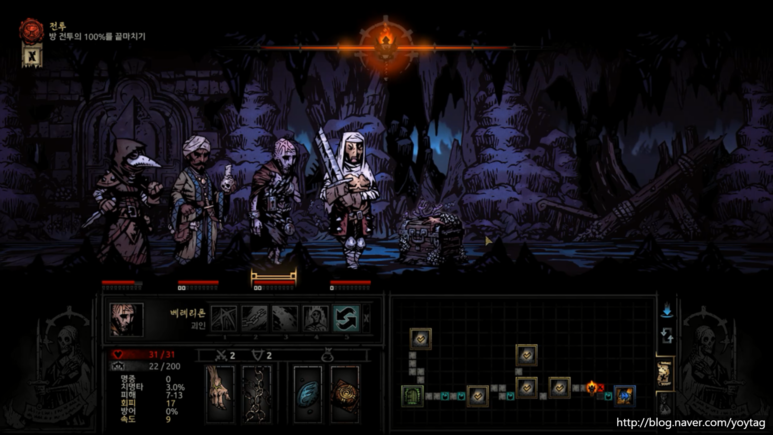 전투
방 전투의 100%를 끝마치기
베레리톤
괴인
31 / 31
22 / 200
2
2
명중 0
치명타 3.0%
피해 7-13
회피 17
방어 0%
속도 9
http://blog.naver.com/yoytag